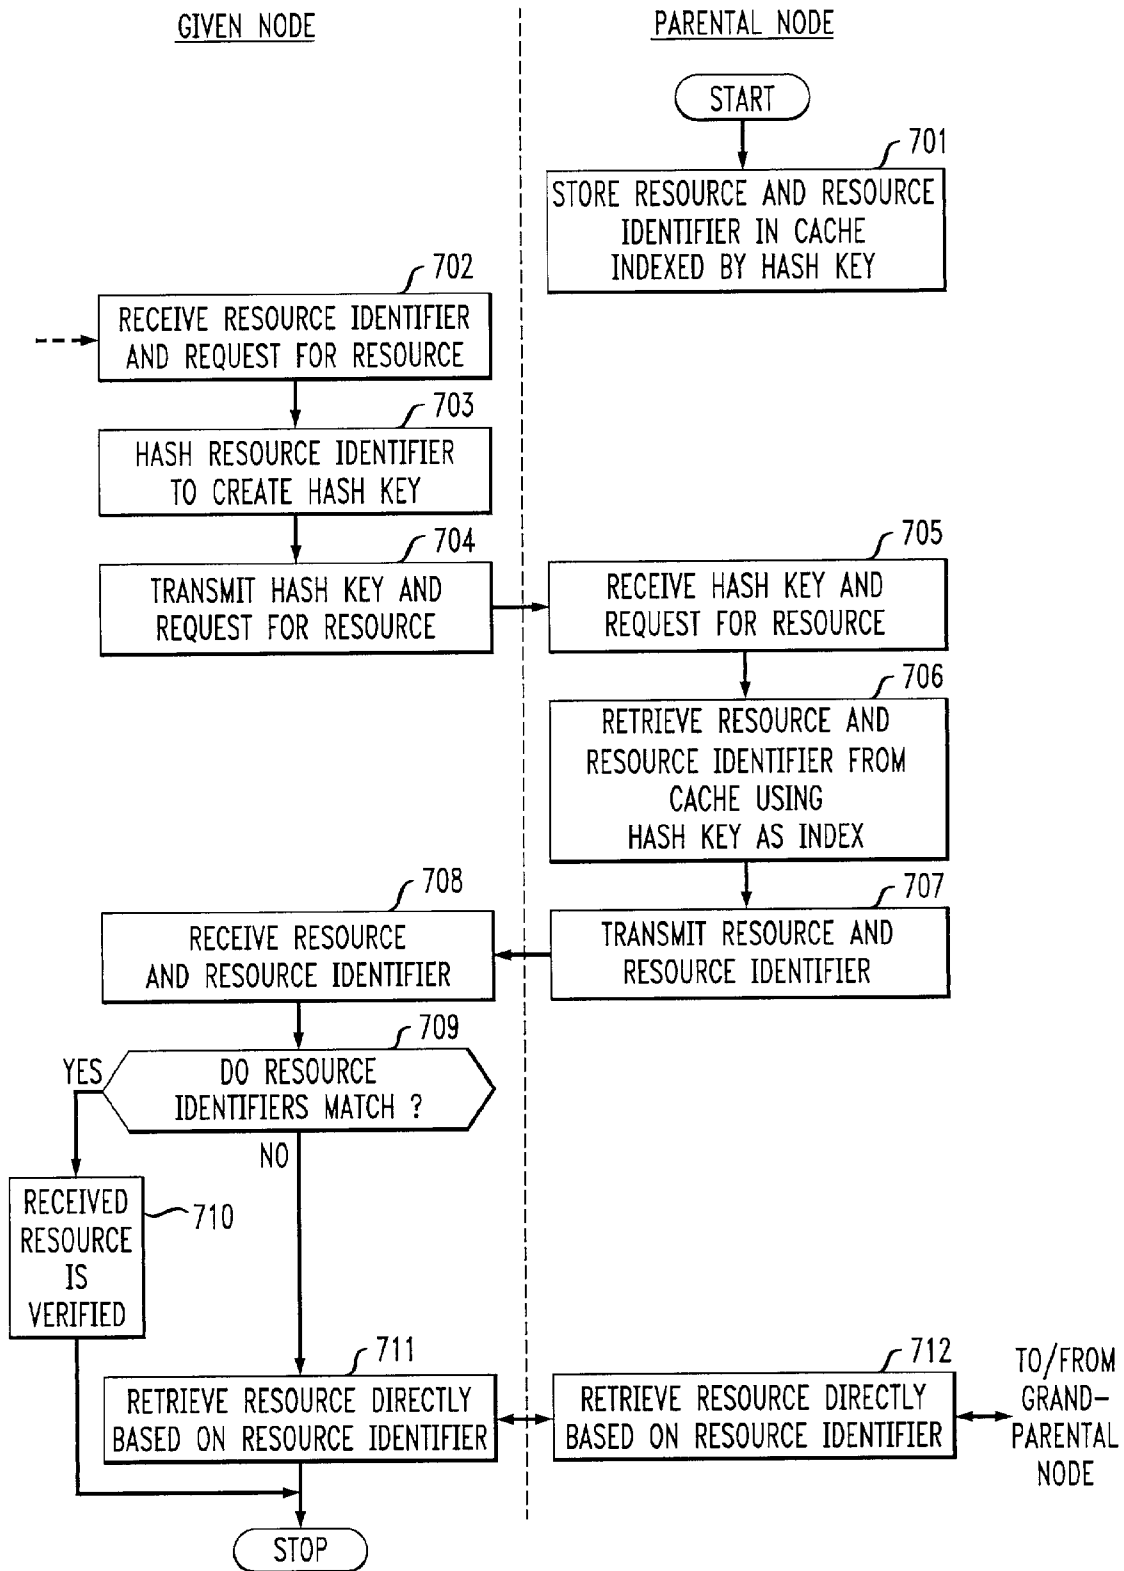 GIVEN NODE
PARENTAL NODE
START
701
STORE RESOURCE AND RESOURCE
IDENTIFIER IN CACHE
INDEXED BY HASH KEY
702
RECEIVE RESOURCE IDENTIFIER
AND REQUEST FOR RESOURCE
703
HASH RESOURCE IDENTIFIER
TO CREATE HASH KEY
704
TRANSMIT HASH KEY AND
REQUEST FOR RESOURCE
705
RECEIVE HASH KEY AND
REQUEST FOR RESOURCE
706
RETRIEVE RESOURCE AND
RESOURCE IDENTIFIER FROM
CACHE USING
HASH KEY AS INDEX
707
TRANSMIT RESOURCE AND
RESOURCE IDENTIFIER
708
RECEIVE RESOURCE
AND RESOURCE IDENTIFIER
709
DO RESOURCE
IDENTIFIERS MATCH ?
YES
NO
710
RECEIVED
RESOURCE
IS
VERIFIED
711
RETRIEVE RESOURCE DIRECTLY
BASED ON RESOURCE IDENTIFIER
712
RETRIEVE RESOURCE DIRECTLY
BASED ON RESOURCE IDENTIFIER
TO/FROM
GRAND-
PARENTAL
NODE
STOP